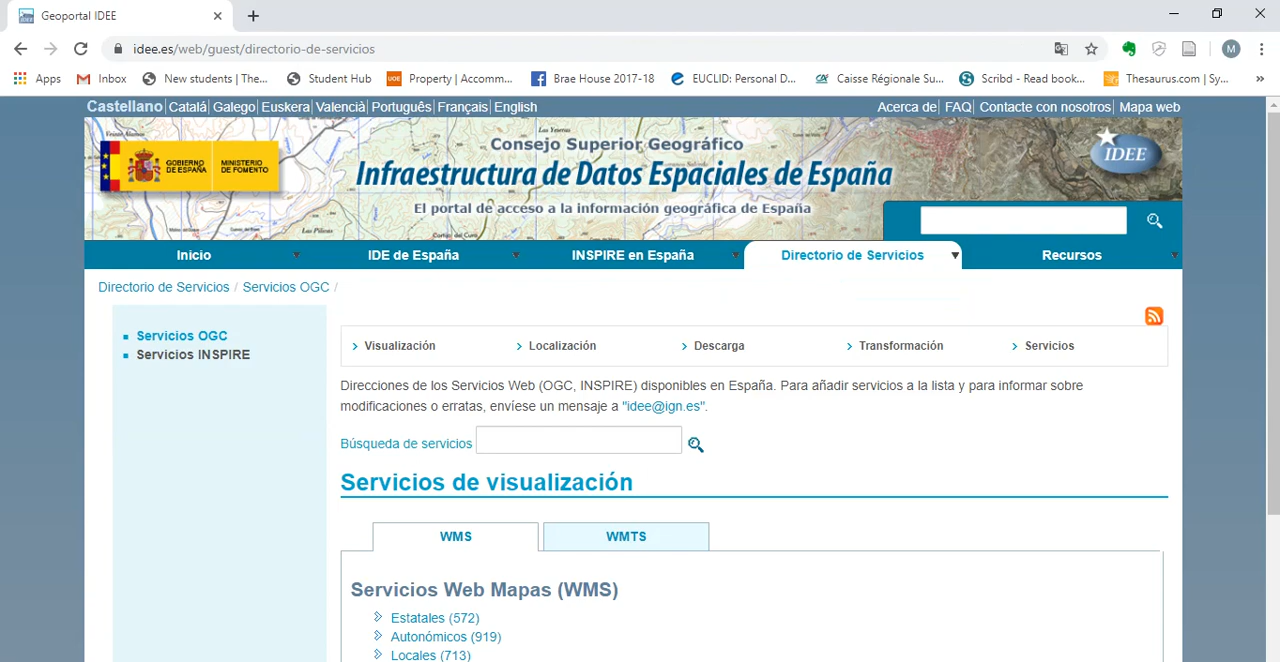 Geoportal IDEE
idee.es/web/guest/directorio-de-servicios
M
Apps
Inbox
New students | The...
Student Hub
UOE Property | Accomm...
Brae House 2017-18
EUCLID: Personal D...
Caisse Régionale Su...
Scribd - Read book...
Thesaurus.com | Sy...
»
Castellano| Català| Galego| Euskera| Valencià| Português| Français| English
Acerca de| FAQ| Contacte con nosotros| Mapa web
GOBIERNO DE ESPAÑA
MINISTERIO DE FOMENTO
Las Yeseras
Consejo Superior Geográfico
Infraestructura de Datos Espaciales de España
El portal de acceso a la información geográfica de España
Las Pilicas
IDEE
Inicio
IDE de España
INSPIRE en España
Directorio de Servicios
Recursos
Directorio de Servicios / Servicios OGC /
Servicios OGC
Servicios INSPIRE
Visualización
Localización
Descarga
Transformación
Servicios
Direcciones de los Servicios Web (OGC, INSPIRE) disponibles en España. Para añadir servicios a la lista y para informar sobre
modificaciones o erratas, envíese un mensaje a "idee@ign.es".
Búsqueda de servicios
Servicios de visualización
WMS
WMTS
Servicios Web Mapas (WMS)
Estatales (572)
Autonómicos (919)
Locales (713)